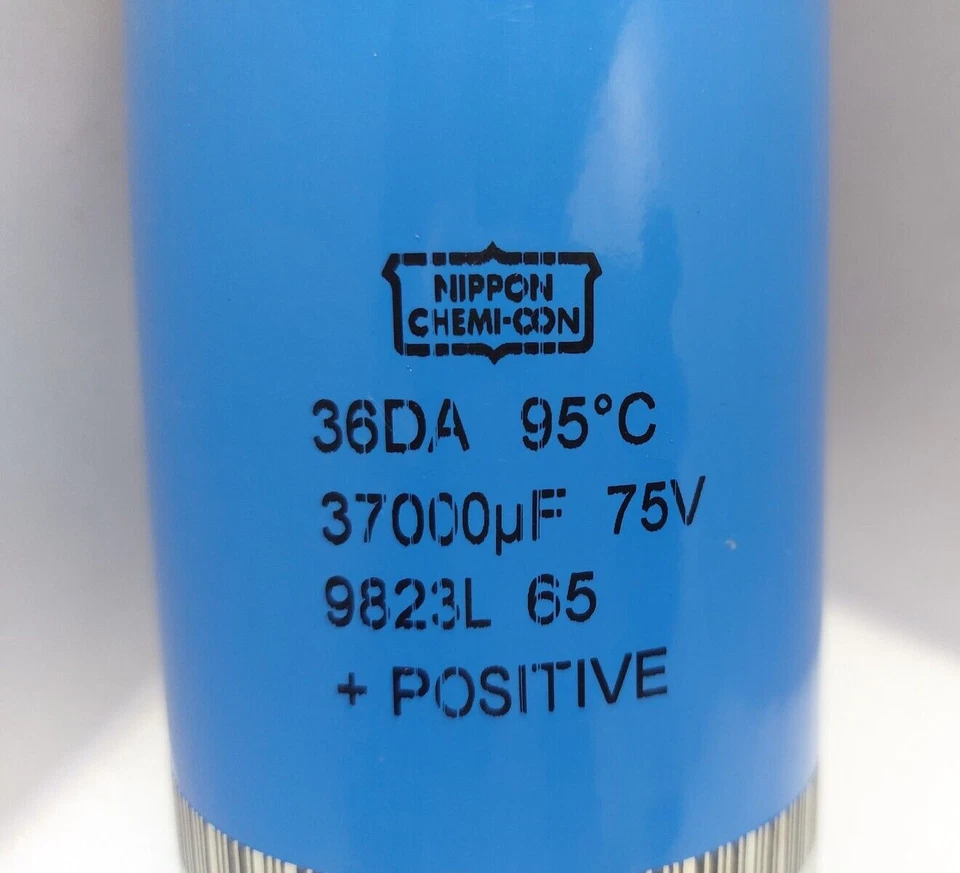 NIPPON
CHEMI-CON
36DA 95°C
37000µF 75V
9823L 65
+ POSITIVE